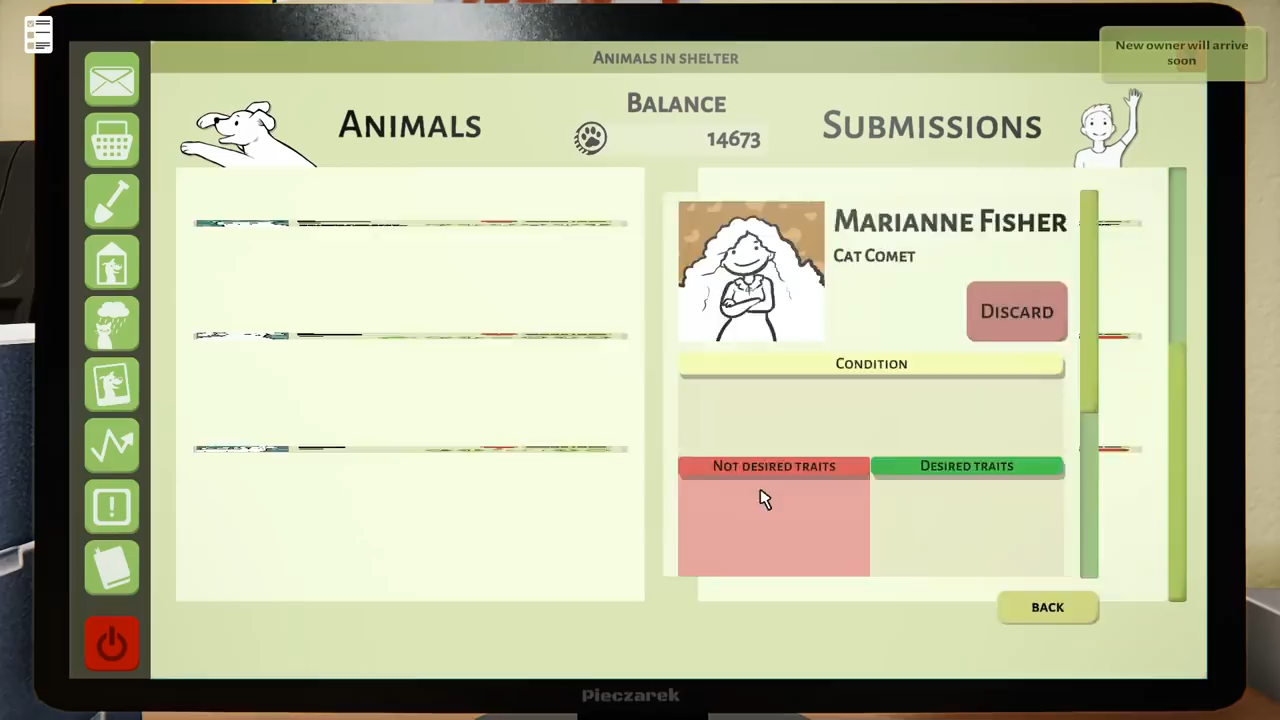 New owner will arrive
soon
ANIMALS IN SHELTER
ANIMALS
BALANCE
14673
SUBMISSIONS
MARIANNE FISHER
CAT COMET
DISCARD
CONDITION
NOT DESIRED TRAITS
DESIRED TRAITS
BACK
Pieczarek